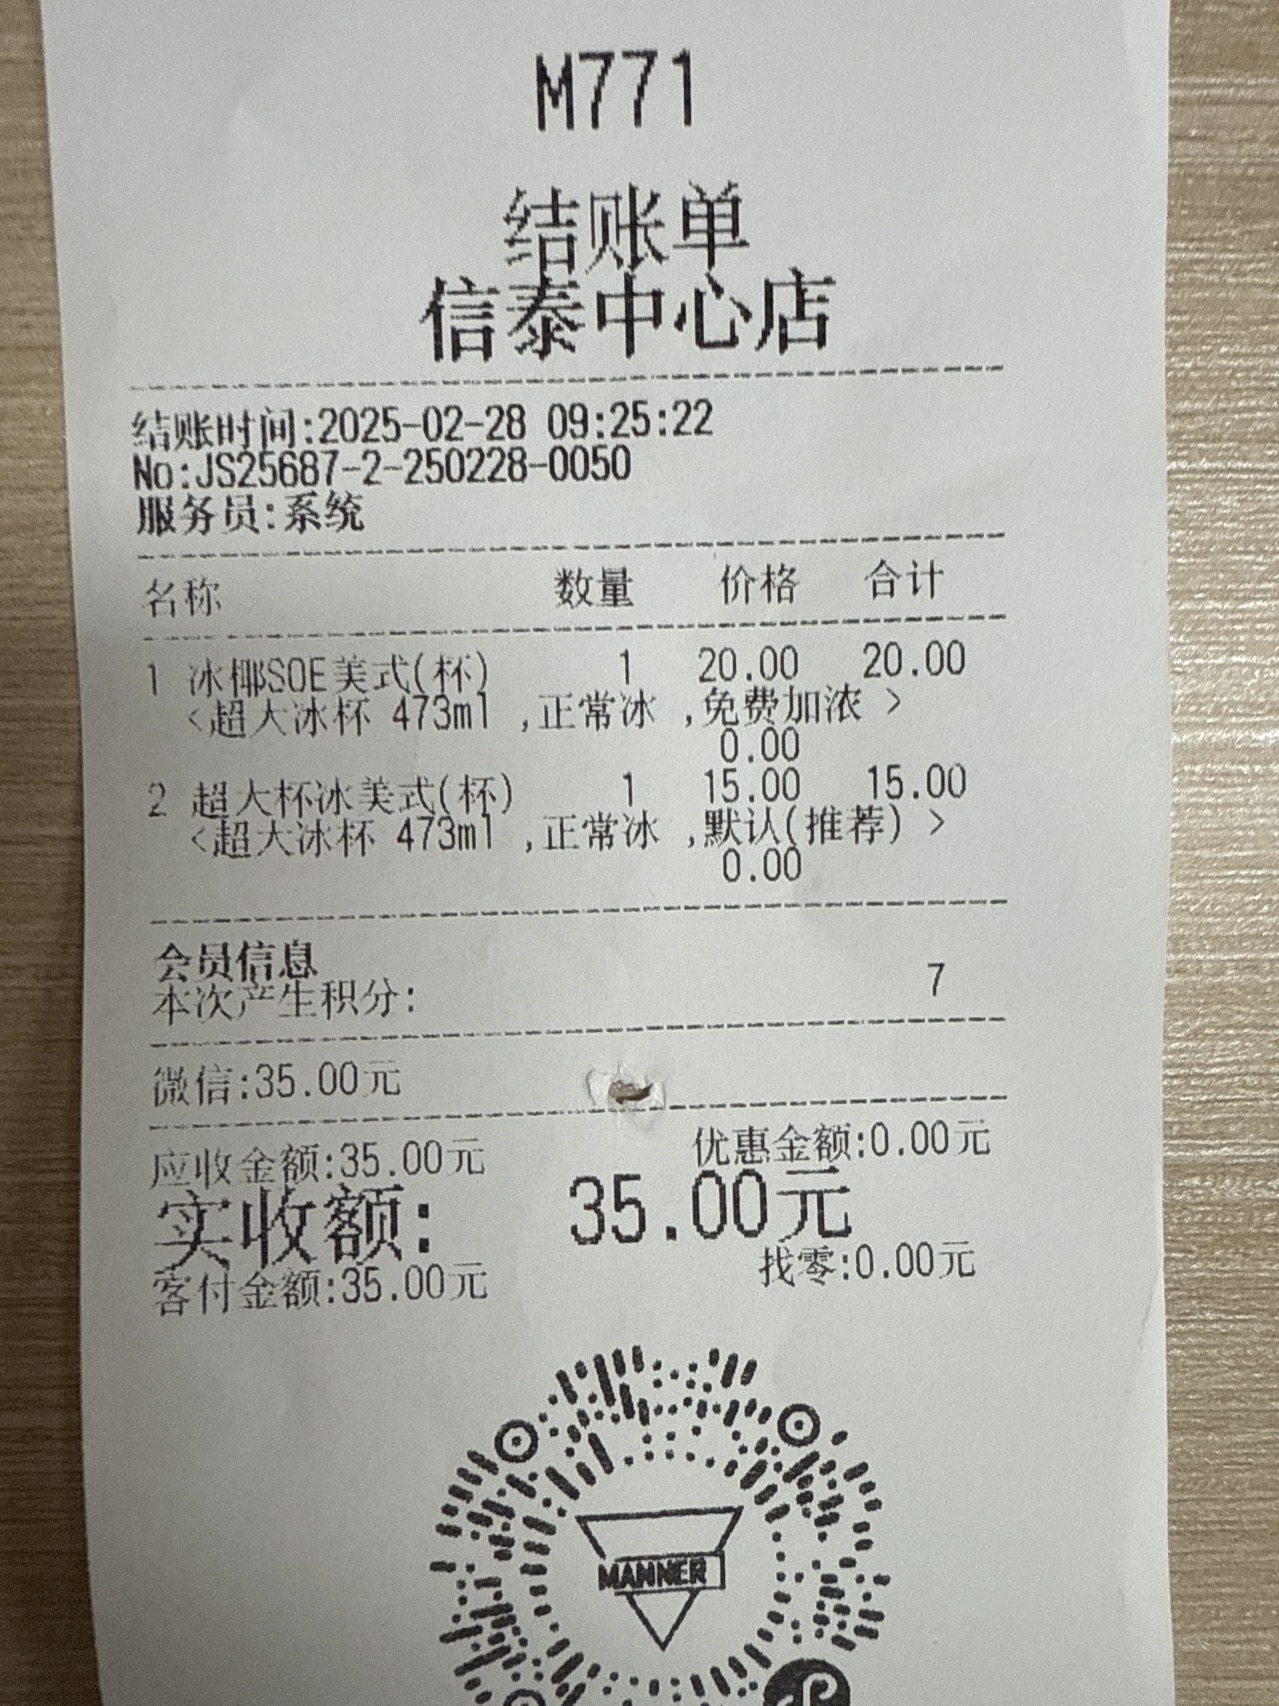 M771
结账单
信泰中心店
结账时间:2025-02-28 09:25:22
No:JS25687-2-250228-0050
服务员:系统
名称 数量 价格 合计
1 冰椰SOE美式(杯) 1 20.00 20.00
<超大冰杯 473ml ,正常冰 ,免费加浓 >
0.00
2 超大杯冰美式(杯) 1 15.00 15.00
<超大冰杯 473ml ,正常冰 ,默认(推荐) >
0.00
会员信息
本次产生积分: 7
微信:35.00元
应收金额:35.00元 优惠金额:0.00元
实收额: 35.00元
客付金额:35.00元 找零:0.00元
MANNER